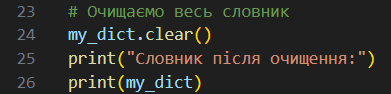 23 # Очищаємо весь словник
24 my_dict.clear()
25 print("Словник після очищення:")
26 print(my_dict)